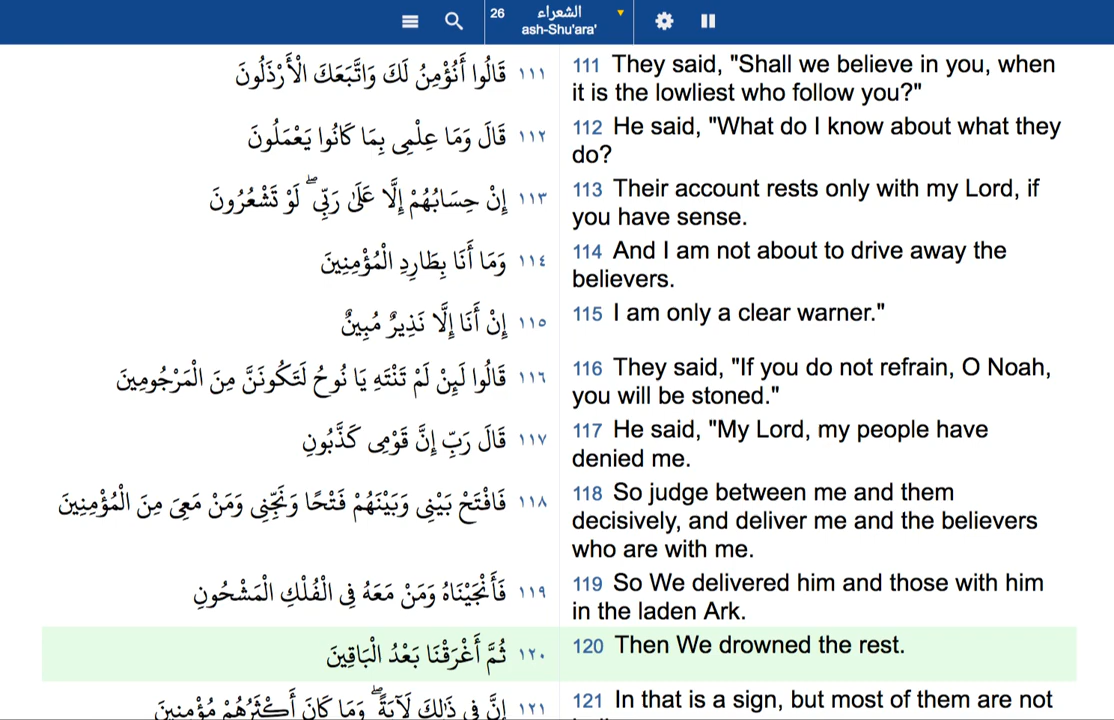 26
الشعراء
ash-Shu'ara'
قَالُوا أَنُؤْمِنُ لَكَ وَاتَّبَعَكَ الْأَرْذَلُونَ ١١١
111 They said, "Shall we believe in you, when
it is the lowliest who follow you?"
قَالَ وَمَا عِلْمِى بِمَا كَانُوا يَعْمَلُونَ ١١٢
112 He said, "What do I know about what they
do?
إِنْ حِسَابُهُمْ إِلَّا عَلَىٰ رَبِّى ۖ لَوْ تَشْعُرُونَ ١١٣
113 Their account rests only with my Lord, if
you have sense.
وَمَا أَنَا بِطَارِدِ الْمُؤْمِنِينَ ١١٤
114 And I am not about to drive away the
believers.
إِنْ أَنَا إِلَّا نَذِيرٌ مُبِينٌ ١١٥
115 I am only a clear warner."
قَالُوا لَئِنْ لَمْ تَنْتَهِ يَا نُوحُ لَتَكُونَنَّ مِنَ الْمَرْجُومِينَ ١١٦
116 They said, "If you do not refrain, O Noah,
you will be stoned."
قَالَ رَبِّ إِنَّ قَوْمِى كَذَّبُونِ ١١٧
117 He said, "My Lord, my people have
denied me.
فَافْتَحْ بَيْنِى وَبَيْنَهُمْ فَتْحًا وَنَجِّنِى وَمَنْ مَعِىَ مِنَ الْمُؤْمِنِينَ ١١٨
118 So judge between me and them
decisively, and deliver me and the believers
who are with me.
فَأَنْجَيْنَاهُ وَمَنْ مَعَهُ فِى الْفُلْكِ الْمَشْحُونِ ١١٩
119 So We delivered him and those with him
in the laden Ark.
ثُمَّ أَغْرَقْنَا بَعْدُ الْبَاقِينَ ١٢٠
120 Then We drowned the rest.
إِنَّ فِى ذَٰلِكَ لَآيَةً ۖ وَمَا كَانَ أَكْثَرُهُمْ مُؤْمِنِينَ ١٢١
121 In that is a sign, but most of them are not